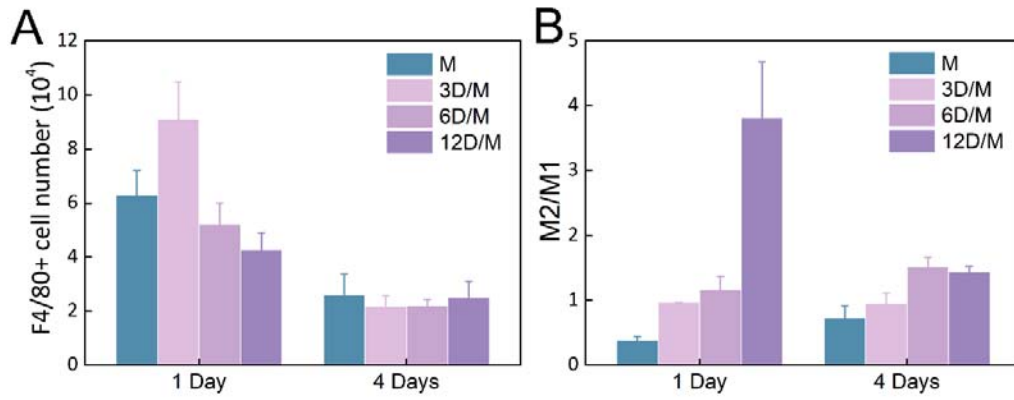 A
F4/80+ cell number (10⁴)
12
10
8
6
4
2
0
M
3D/M
6D/M
12D/M
1 Day
4 Days
B
M2/M1
5
4
3
2
1
0
M
3D/M
6D/M
12D/M
1 Day
4 Days